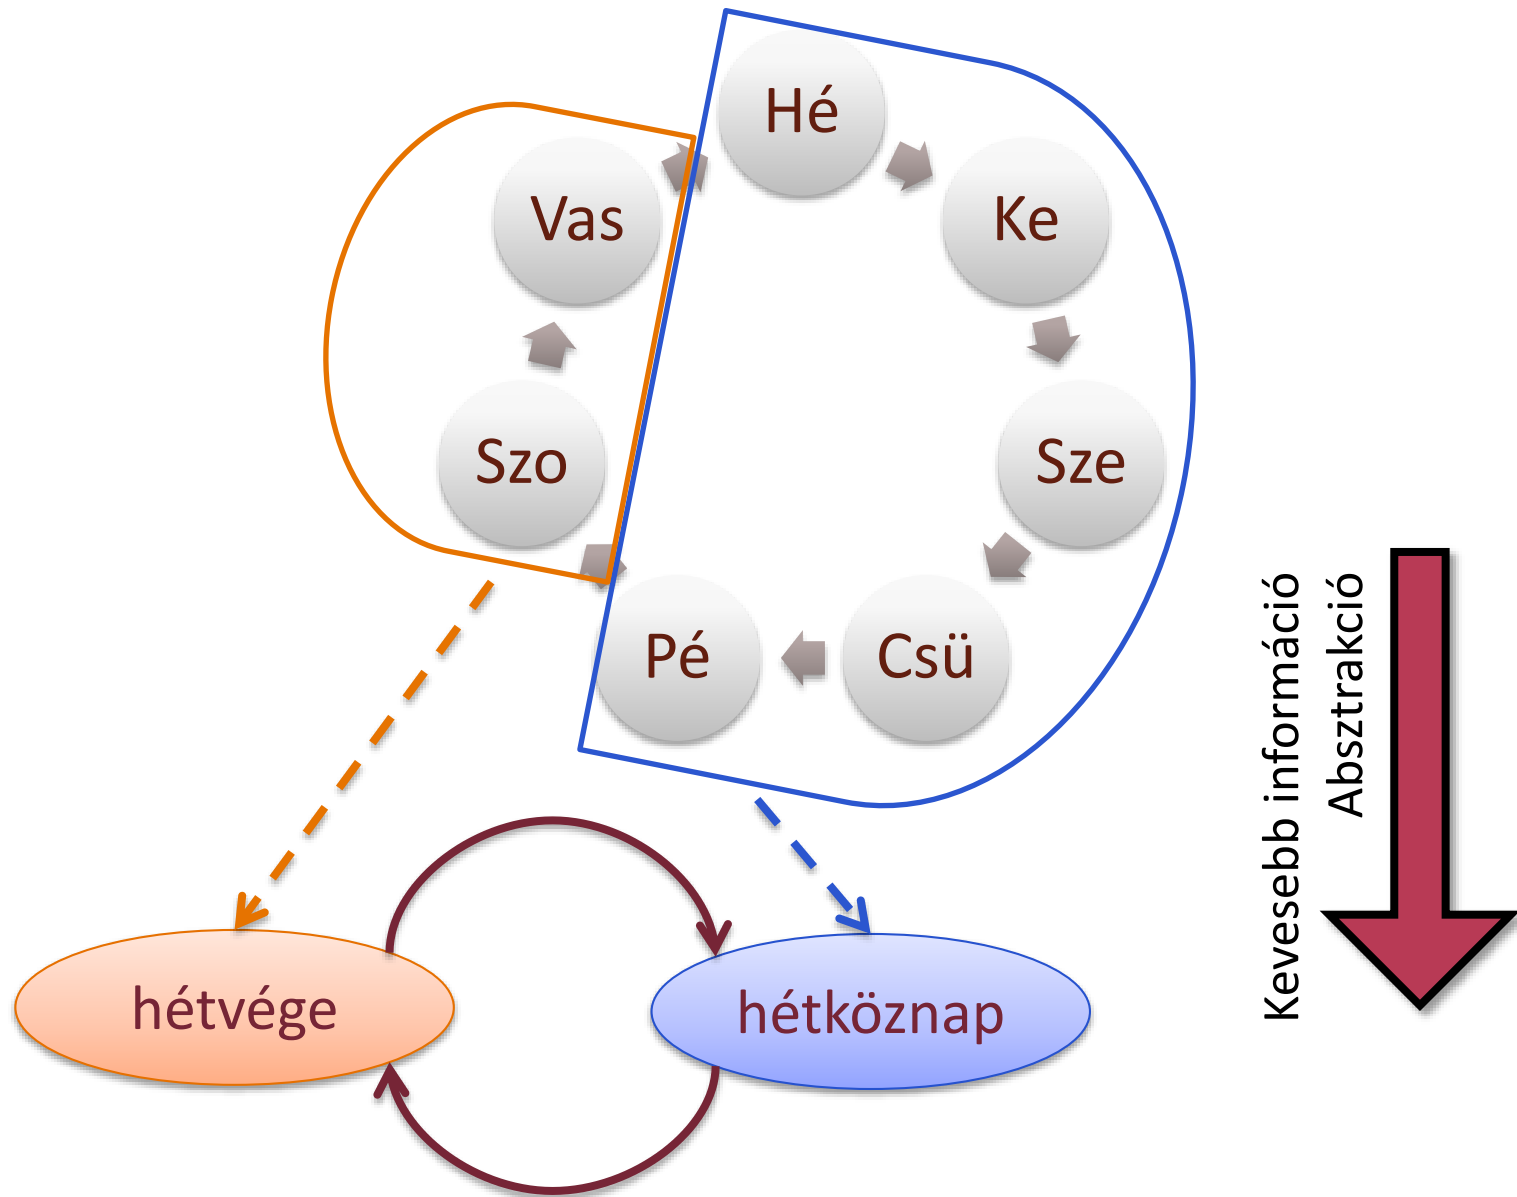 Hé
Ke
Sze
Csü
Pé
Szo
Vas
hétvége
hétköznap
Kevesebb információ
Absztrakció